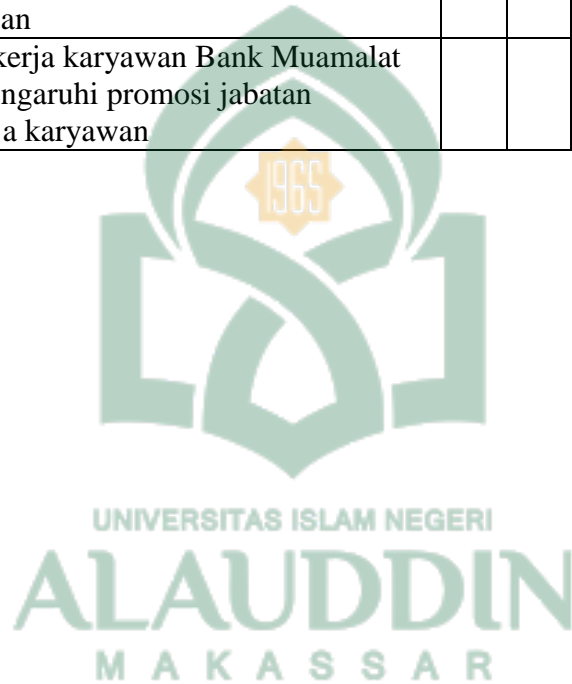 an
kerja karyawan Bank Muamalat
ngaruhi promosi jabatan
a karyawan
1965
UNIVERSITAS ISLAM NEGERI
ALAUDDIN
MAKASSAR